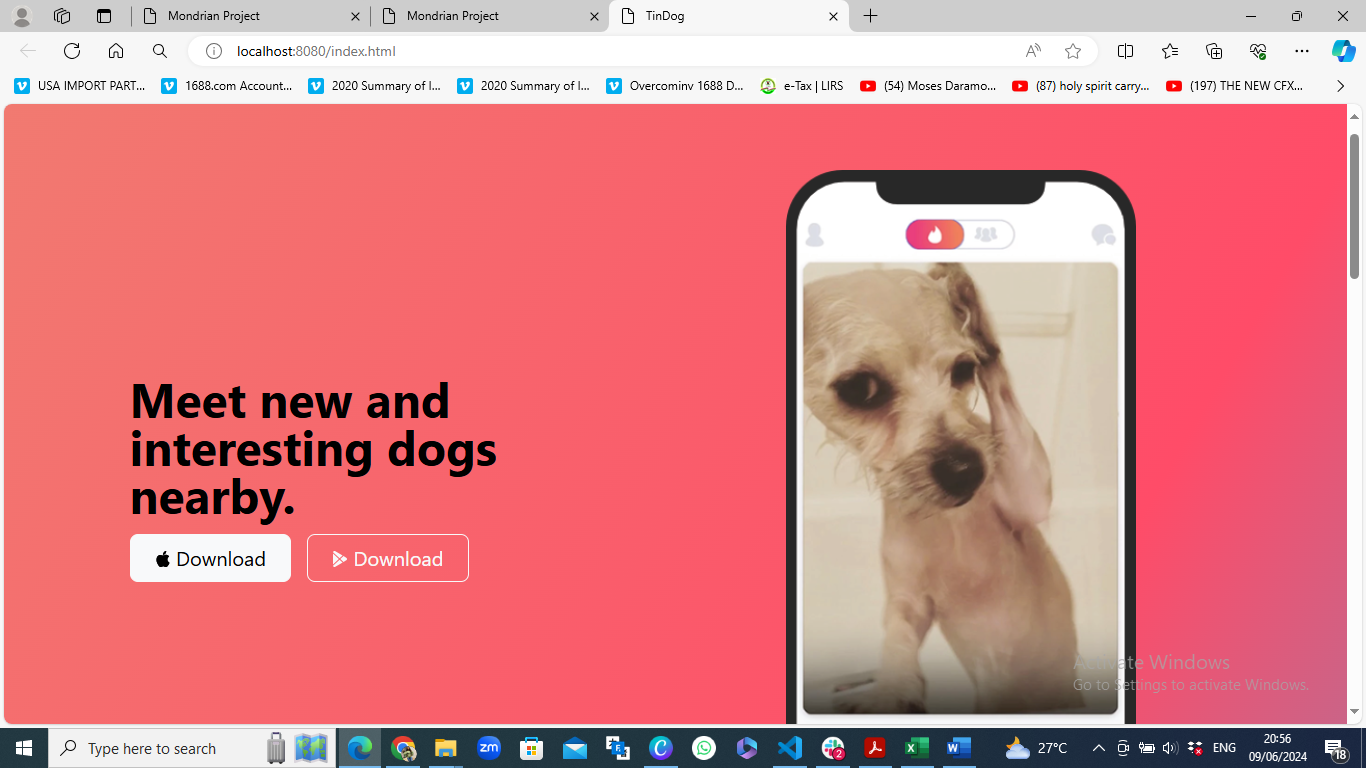 Mondrian Project
Mondrian Project
TinDog
localhost:8080/index.html
USA IMPORT PART...
1688.com Account...
2020 Summary of I...
2020 Summary of I...
Overcominv 1688 D...
e-Tax | LIRS
(54) Moses Daramo...
(87) holy spirit carry...
(197) THE NEW CFX...
Meet new and
interesting dogs
nearby.
Download
Download
Activate Windows
Go to Settings to activate Windows.
Type here to search
zm
2
27°C
ENG
20:56
09/06/2024
18